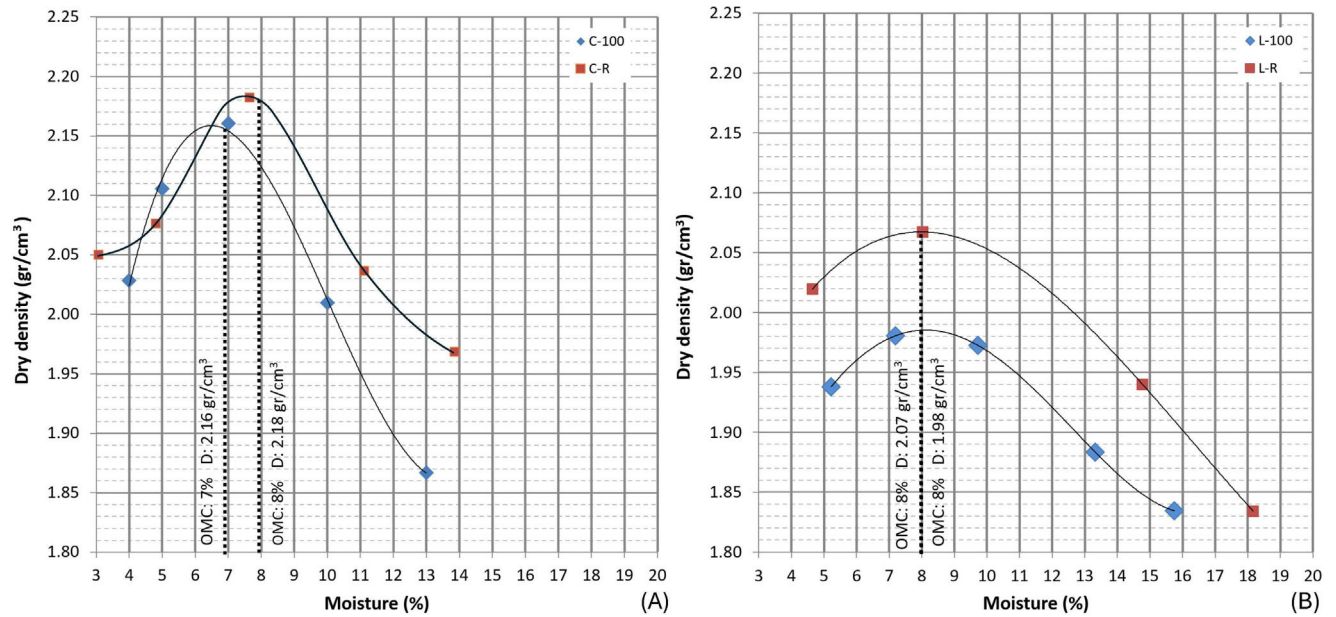 2.25
2.20
2.15
2.10
2.05
2.00
1.95
1.90
1.85
1.80
Dry density (gr/cm³)
C-100
C-R
OMC: 7% D: 2.16 gr/cm³
OMC: 8% D: 2.18 gr/cm³
3 4 5 6 7 8 9 10 11 12 13 14 15 16 17 18 19 20
Moisture (%)
(A)
2.25
2.20
2.15
2.10
2.05
2.00
1.95
1.90
1.85
1.80
Dry density (gr/cm³)
L-100
L-R
OMC: 8% D: 2.07 gr/cm³
OMC: 8% D: 1.98 gr/cm³
3 4 5 6 7 8 9 10 11 12 13 14 15 16 17 18 19 20
Moisture (%)
(B)